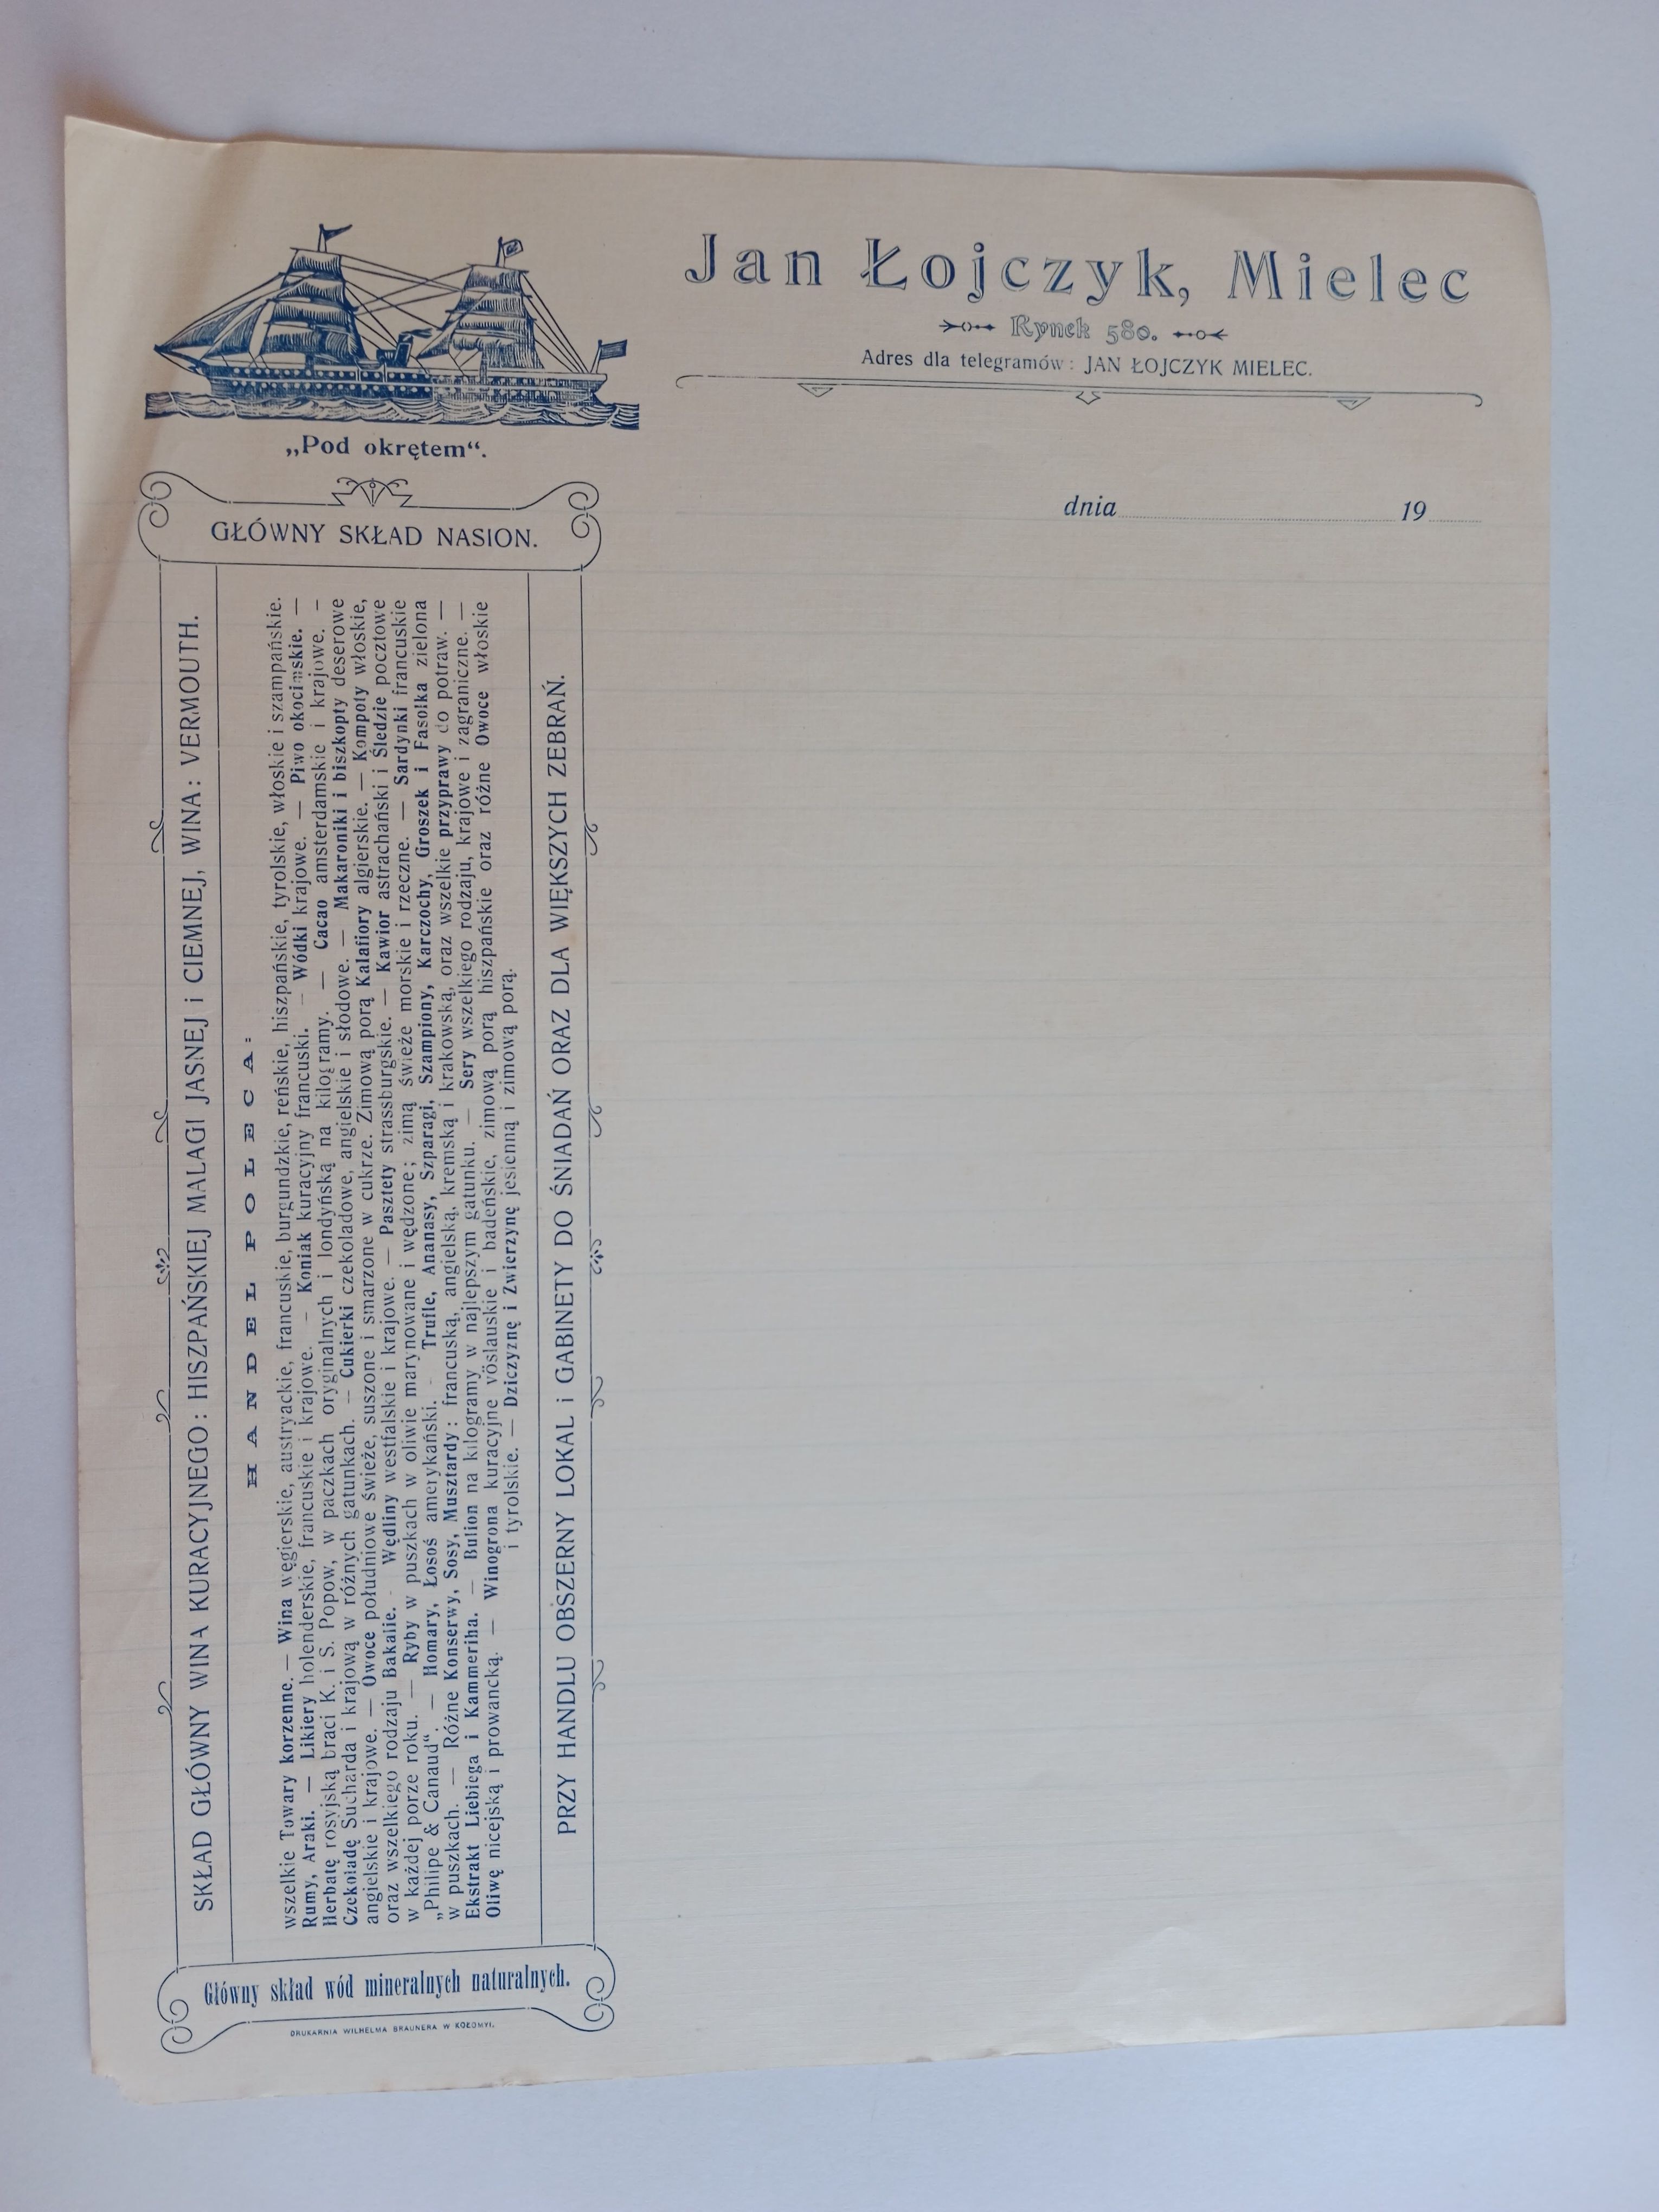 Jan Łojczyk, Mielec
Rynek 580.
Adres dla telegramów: JAN ŁOJCZYK MIELEC.
„Pod okrętem“.
dnia 19
GŁÓWNY SKŁAD NASION.
SKŁAD GŁÓWNY WINA KURACYJNEGO: HISZPAŃSKIEJ MALAGI JASNEJ i CIEMNEJ, WINA: VERMOUTH.
HANDEL POLECA:
wszelkie Towary korzenne. — Wina węgierskie, austryackie, francuskie, burgundzkie, reńskie, hiszpańskie, tyrolskie, włoskie i szampańskie.
Rumy, Araki. — Likiery holenderskie, francuskie i krajowe. — Koniak kuracyjny francuski. — Wódki krajowe. — Piwo okocimskie. —
Herbatę rosyjską braci K. i S. Popow, w paczkach oryginalnych i londyńską na kilogramy. — Cacao amsterdamskie i krajowe. —
Czekoladę Sucharda i krajową w różnych gatunkach. — Cukierki czekoladowe, angielskie i słodowe. — Makaroniki i biszkopty deserowe
angielskie i krajowe. — Owoce południowe świeże, suszone i smarzone w cukrze. Zimową porą Kalafiory algierskie. — Kompoty włoskie,
oraz wszelkiego rodzaju Bakalie. - Wędliny westfalskie i krajowe. — Pasztety strassburgskie. — Kawior astrachański i Śledzie pocztowe
w każdej porze roku. — Ryby w puszkach w oliwie marynowane i wędzone; zimą świeże morskie i rzeczne. — Sardynki francuskie
„Philipe & Canaud“. — Homary, Łosoś amerykański. - Trufle, Ananasy, Szparagi, Szampiony, Karczochy, Groszek i Fasolka zielona
w puszkach. — Różne Konserwy, Sosy, Musztardy: francuską, angielską, kremską i krakowską, oraz wszelkie przyprawy do potraw. —
Ekstrakt Liebiega i Kammeriha. — Bulion na kilogramy w najlepszym gatunku. — Sery wszelkiego rodzaju, krajowe i zagraniczne. —
Oliwę nicejską i prowancką. — Winogrona kuracyjne vöslauskie i badeńskie, zimową porą hiszpańskie oraz różne Owoce włoskie
i tyrolskie. — Dziczyznę i Zwierzynę jesienną i zimową porą.
PRZY HANDLU OBSZERNY LOKAL i GABINETY DO ŚNIADAŃ ORAZ DLA WIĘKSZYCH ZEBRAŃ.
Główny skład wód mineralnych naturalnych.
DRUKARNIA WILHELMA BRAUNERA W KOŁOMYI.